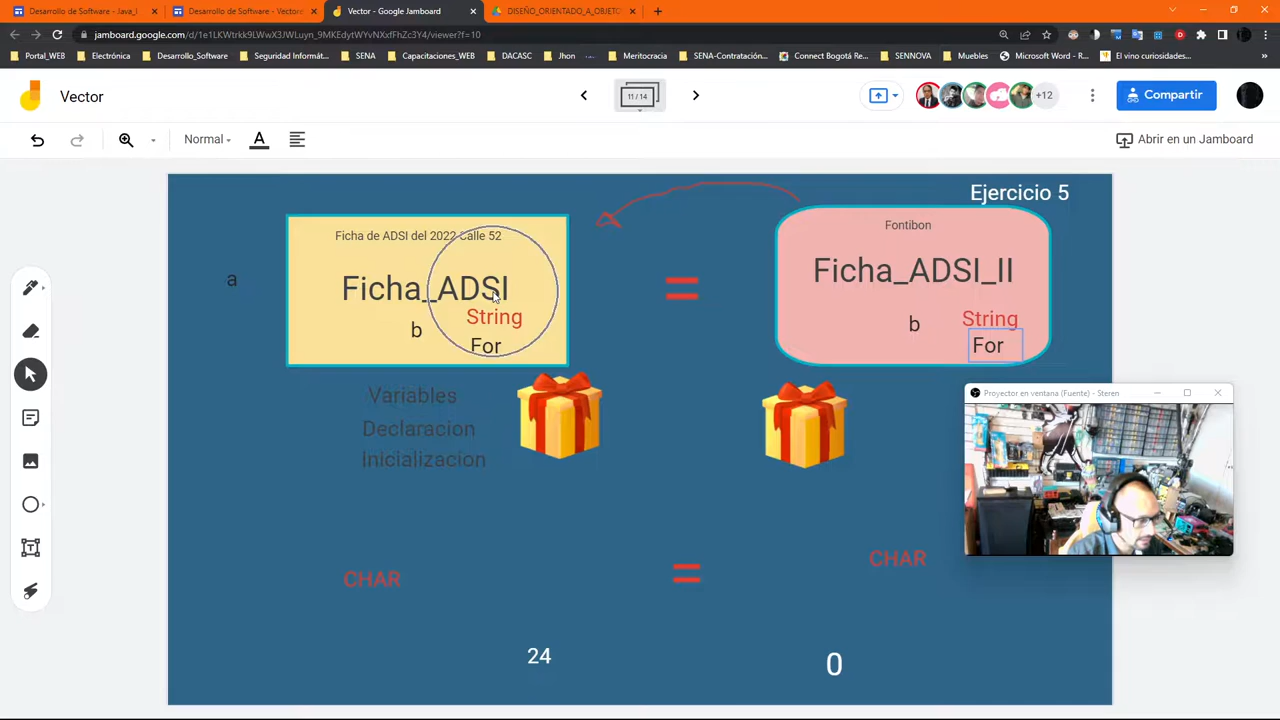 Desarrollo de Software - Java_I
Desarrollo de Software - Vectore
Vector - Google Jamboard
DISEÑO_ORIENTADO_A_OBJETO
jamboard.google.com/d/1e1LKWtrkk9LWwX3JWLuyn_9MKEdytWYvNXxfFhZc3Y4/viewer?f=10
Portal_WEB
Electrónica
Desarrollo_Software
Seguridad Informát...
SENA
Capacitaciones_WEB
DACASC
Jhon
Meritocracia
SENA-Contratación...
Connect Bogotá Re...
SENNOVA
Muebles
Microsoft Word - R...
El vino curiosidades...
Vector
11 / 14
+12
Compartir
Normal
A
Abrir en un Jamboard
Ejercicio 5
Ficha de ADSI del 2022 Calle 52
Fontibon
a
Ficha_ADSI
=
Ficha_ADSI_II
String
String
b
b
For
For
Variables
Declaracion
Inicializacion
Proyector en ventana (Fuente) - Steren
CHAR
=
CHAR
24
0